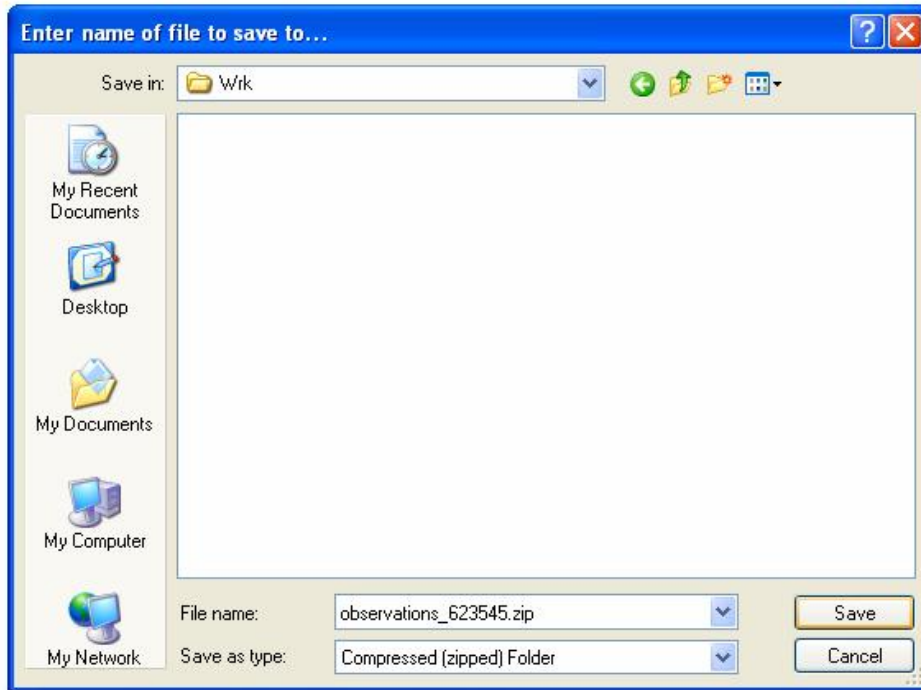 Enter name of file to save to...
Save in: Wrk
My Recent
Documents
Desktop
My Documents
My Computer
My Network
File name: observations_623545.zip Save
Save as type: Compressed (zipped) Folder Cancel